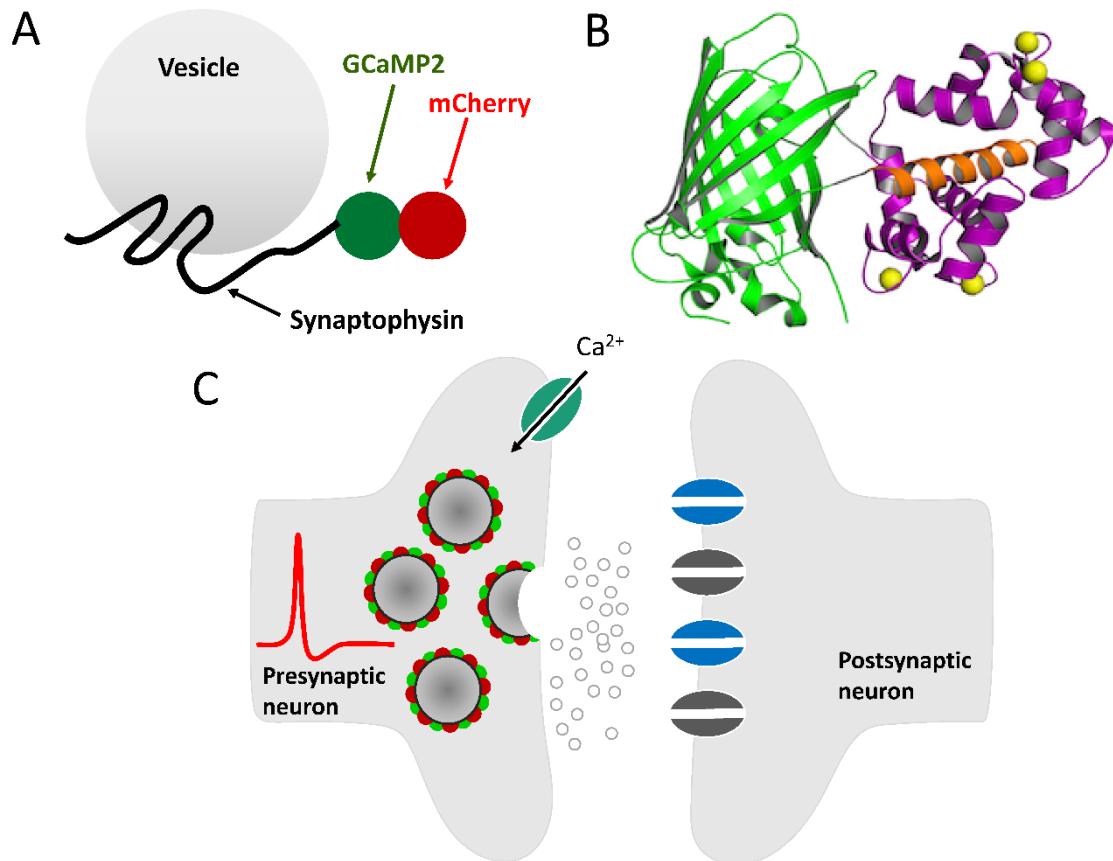 A
Vesicle
GCaMP2
mCherry
Synaptophysin
B
C
Ca²⁺
Presynaptic
neuron
Postsynaptic
neuron